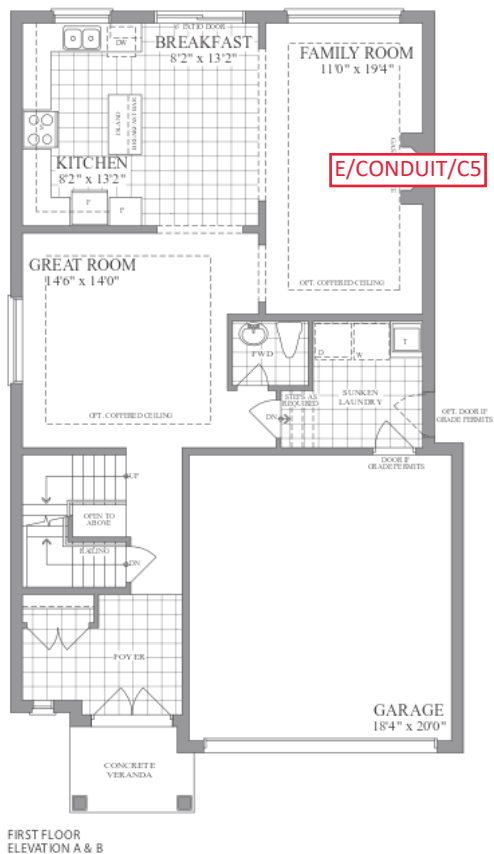 PATIO DOOR
BREAKFAST
8'2" x 13'2"
FAMILY ROOM
11'0" x 19'4"
DW
ISLAND
BREAKFAST BAR
GAS
E/CONDUIT/C5
KITCHEN
8'2" x 13'2"
F
P
GREAT ROOM
14'6" x 14'0"
OPT. COFFERED CEILING
PWD
D
W
T
SUNKEN
LAUNDRY
STEPS AS
REQUIRED
DN
OPT. DOOR IF
GRADE PERMITS
OPT. COFFERED CEILING
DOOR IF
GRADE PERMITS
UP
OPEN TO
ABOVE
RAILING
DN
FOYER
GARAGE
18'4" x 20'0"
CONCRETE
VERANDA
FIRST FLOOR
ELEVATION A & B